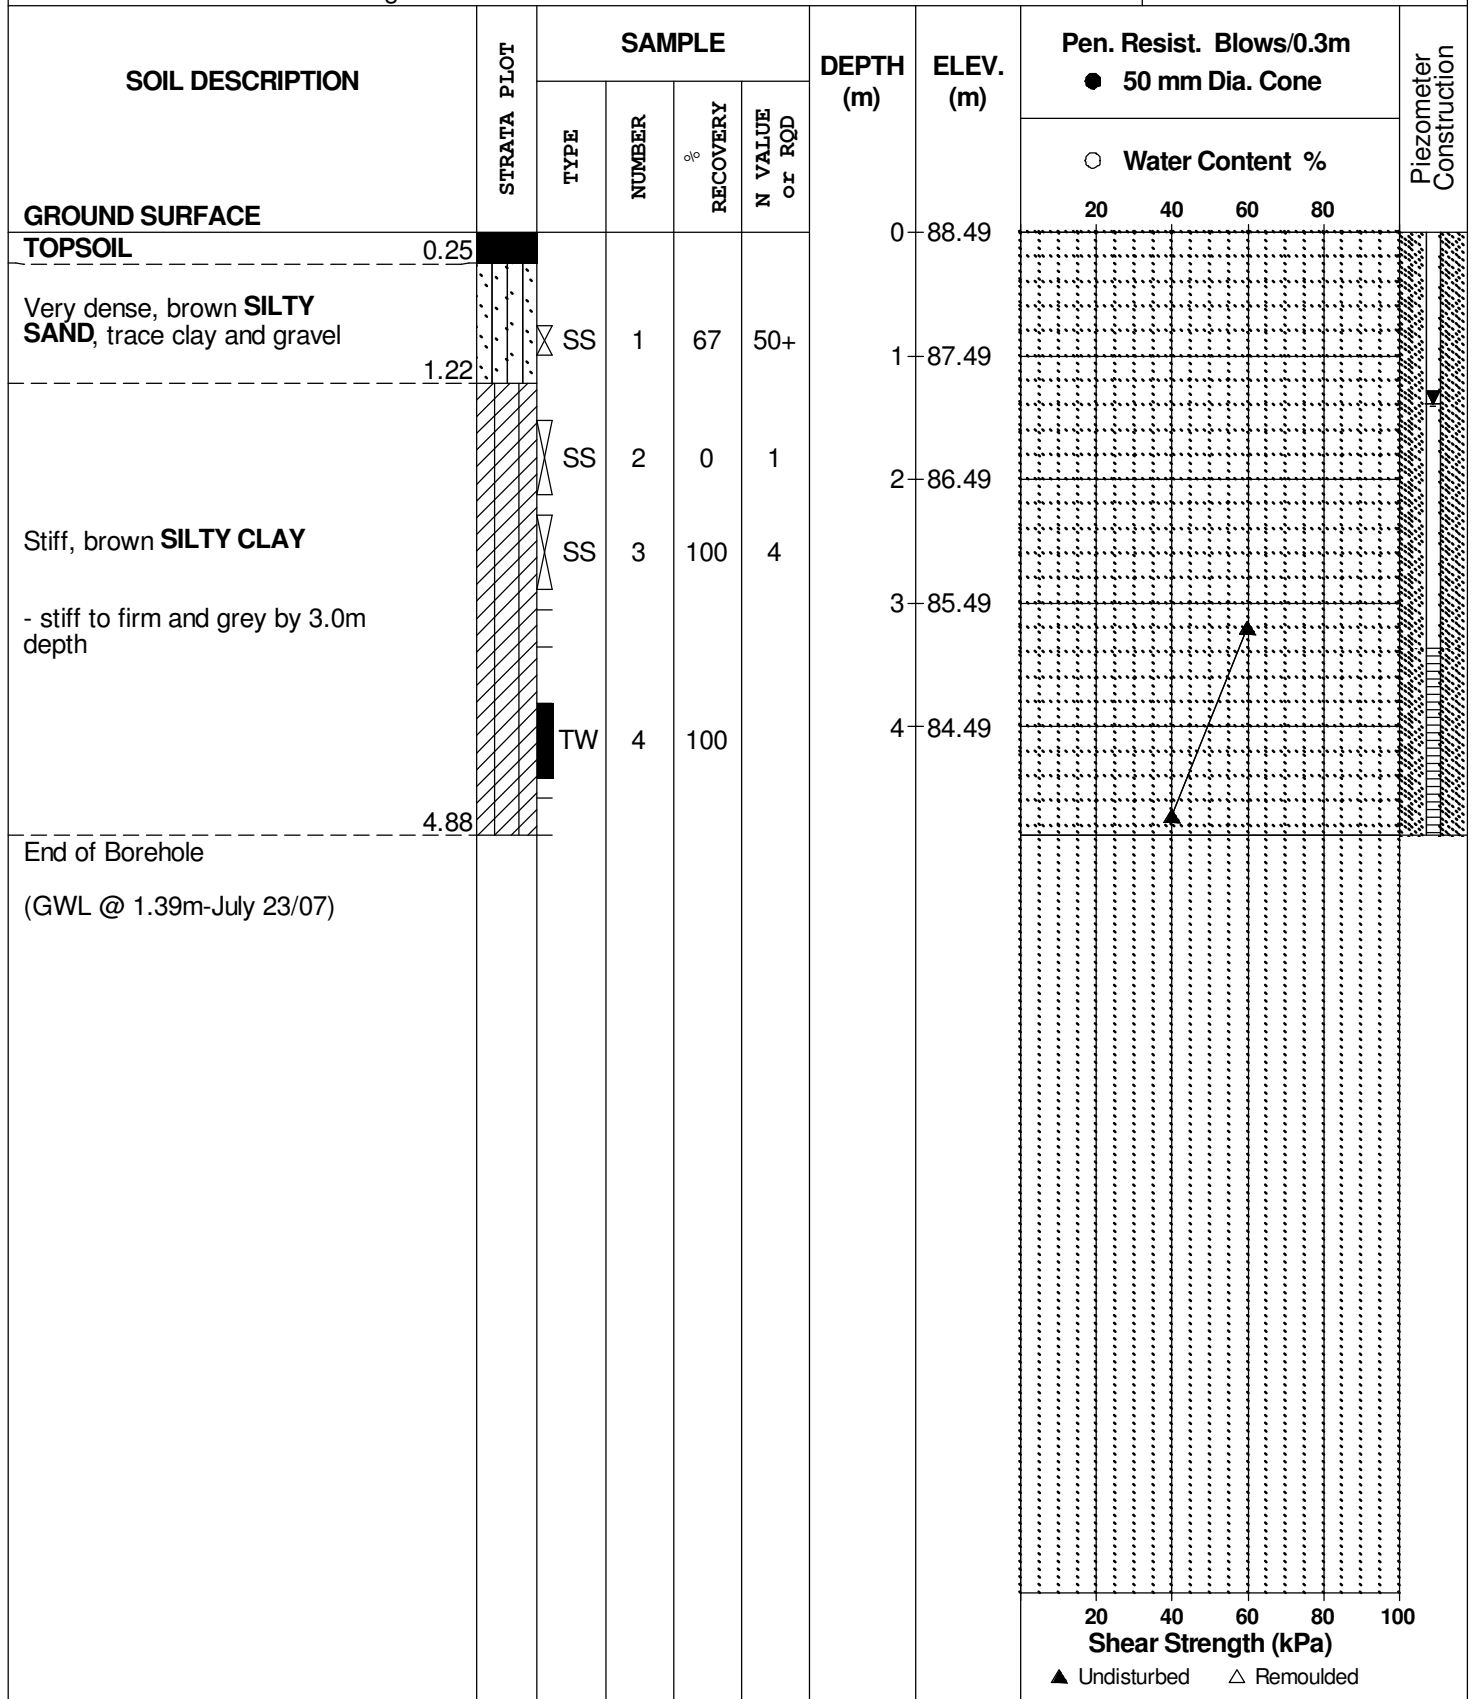 SOIL DESCRIPTION
STRATA PLOT
SAMPLE
TYPE
NUMBER
% RECOVERY
N VALUE or RQD
DEPTH (m)
ELEV. (m)
Pen. Resist. Blows/0.3m
● 50 mm Dia. Cone
○ Water Content %
Piezometer Construction
20 40 60 80
GROUND SURFACE
0 88.49
TOPSOIL 0.25
Very dense, brown SILTY
SAND, trace clay and gravel
SS 1 67 50+
1 87.49
1.22
SS 2 0 1
2 86.49
Stiff, brown SILTY CLAY
SS 3 100 4
3 85.49
- stiff to firm and grey by 3.0m
depth
4 84.49
TW 4 100
4.88
End of Borehole
(GWL @ 1.39m-July 23/07)
20 40 60 80 100
Shear Strength (kPa)
▲ Undisturbed △ Remoulded